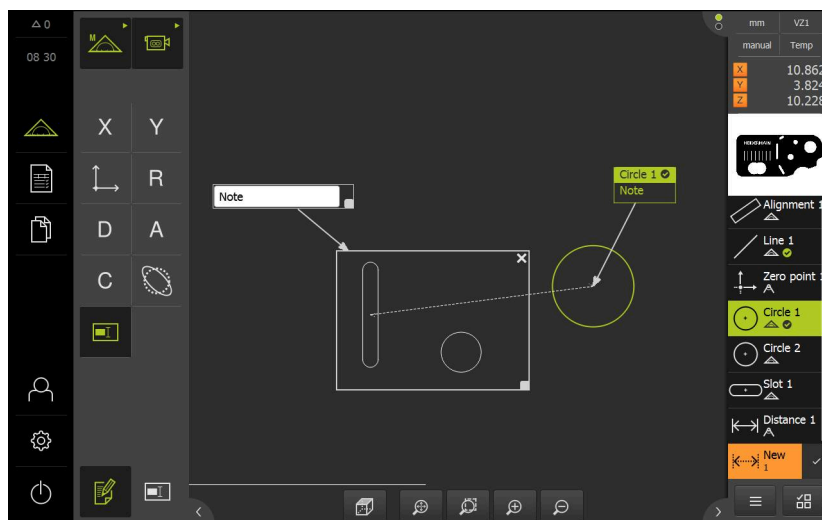 0
08 30
M
X
Y
R
D
A
C
Note
Circle 1
Note
mm
VZ1
manual
Temp
X 10.862
Y 3.824
Z 10.228
HEIDENHAIN
Alignment 1
Line 1
Zero point 1
Circle 1
Circle 2
Slot 1
Distance 1
New
1